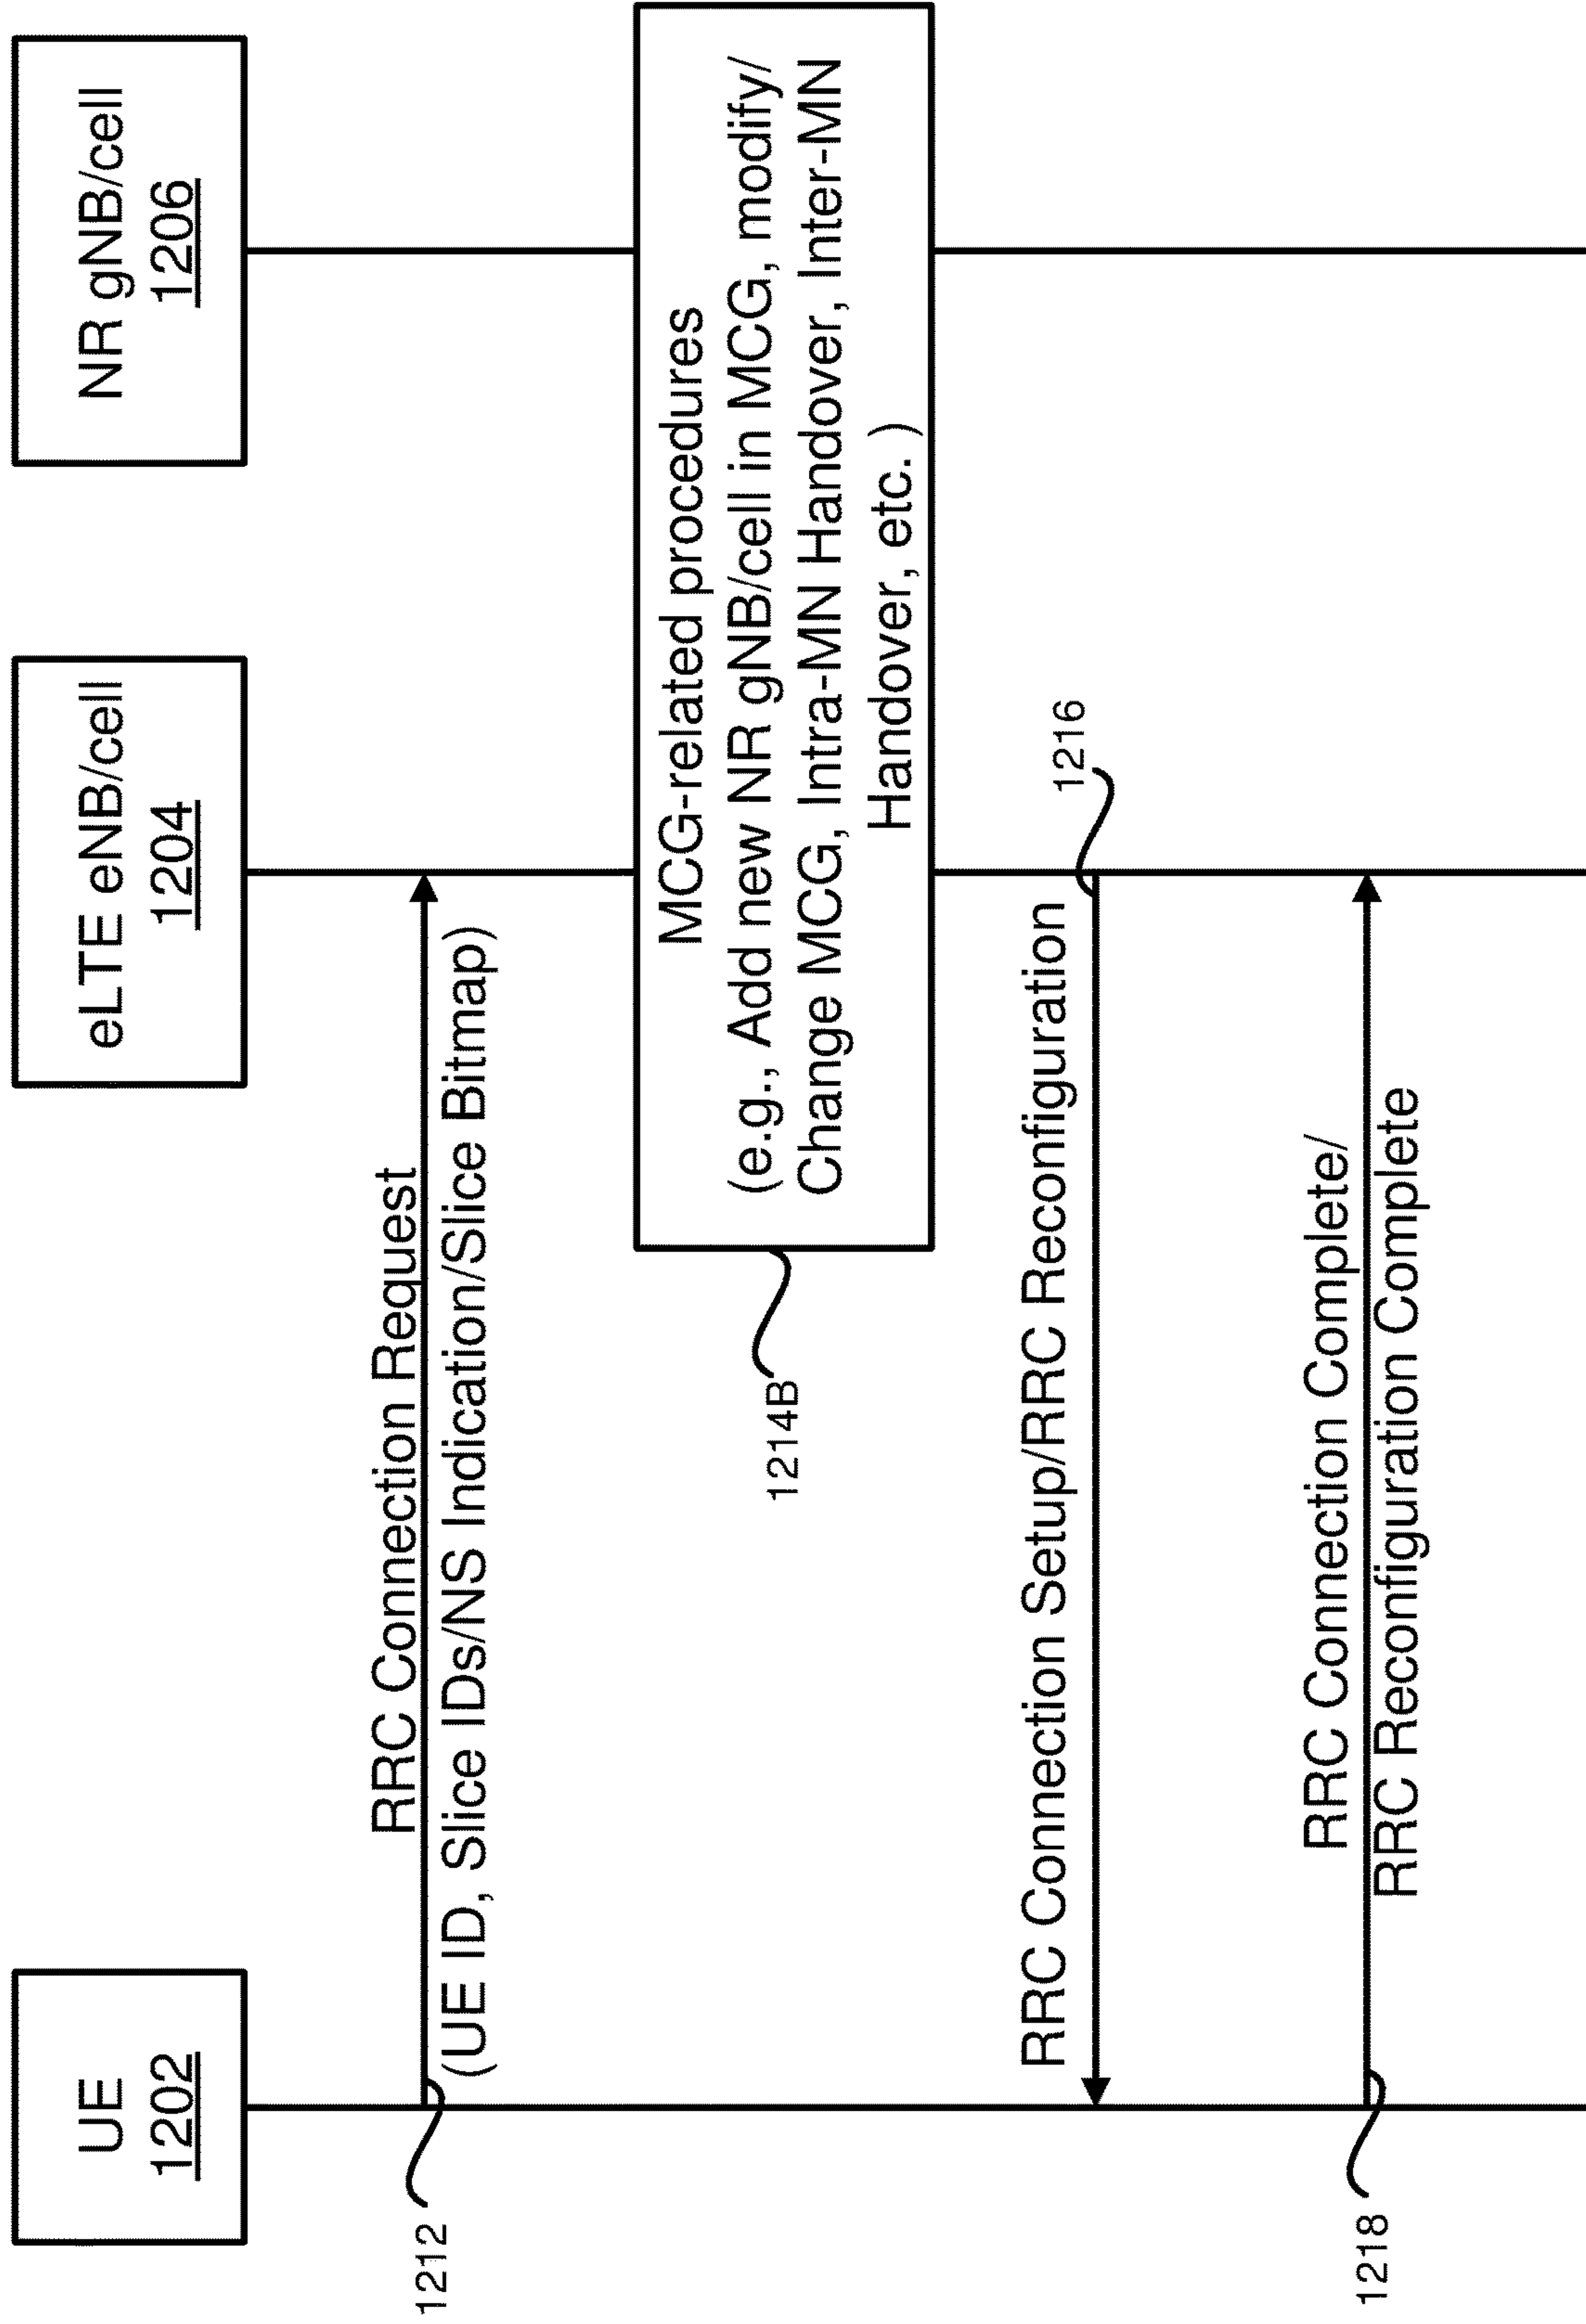 UE
1202
eLTE eNB/cell
1204
NR gNB/cell
1206
RRC Connection Request
(UE ID, Slice IDs/NS Indication/Slice Bitmap)
1212
MCG-related procedures
(e.g., Add new NR gNB/cell in MCG, modify/
Change MCG, Intra-MN Handover, Inter-MN
Handover, etc. )
1214B
RRC Connection Setup/RRC Reconfiguration
1216
RRC Connection Complete/
RRC Reconfiguration Complete
1218